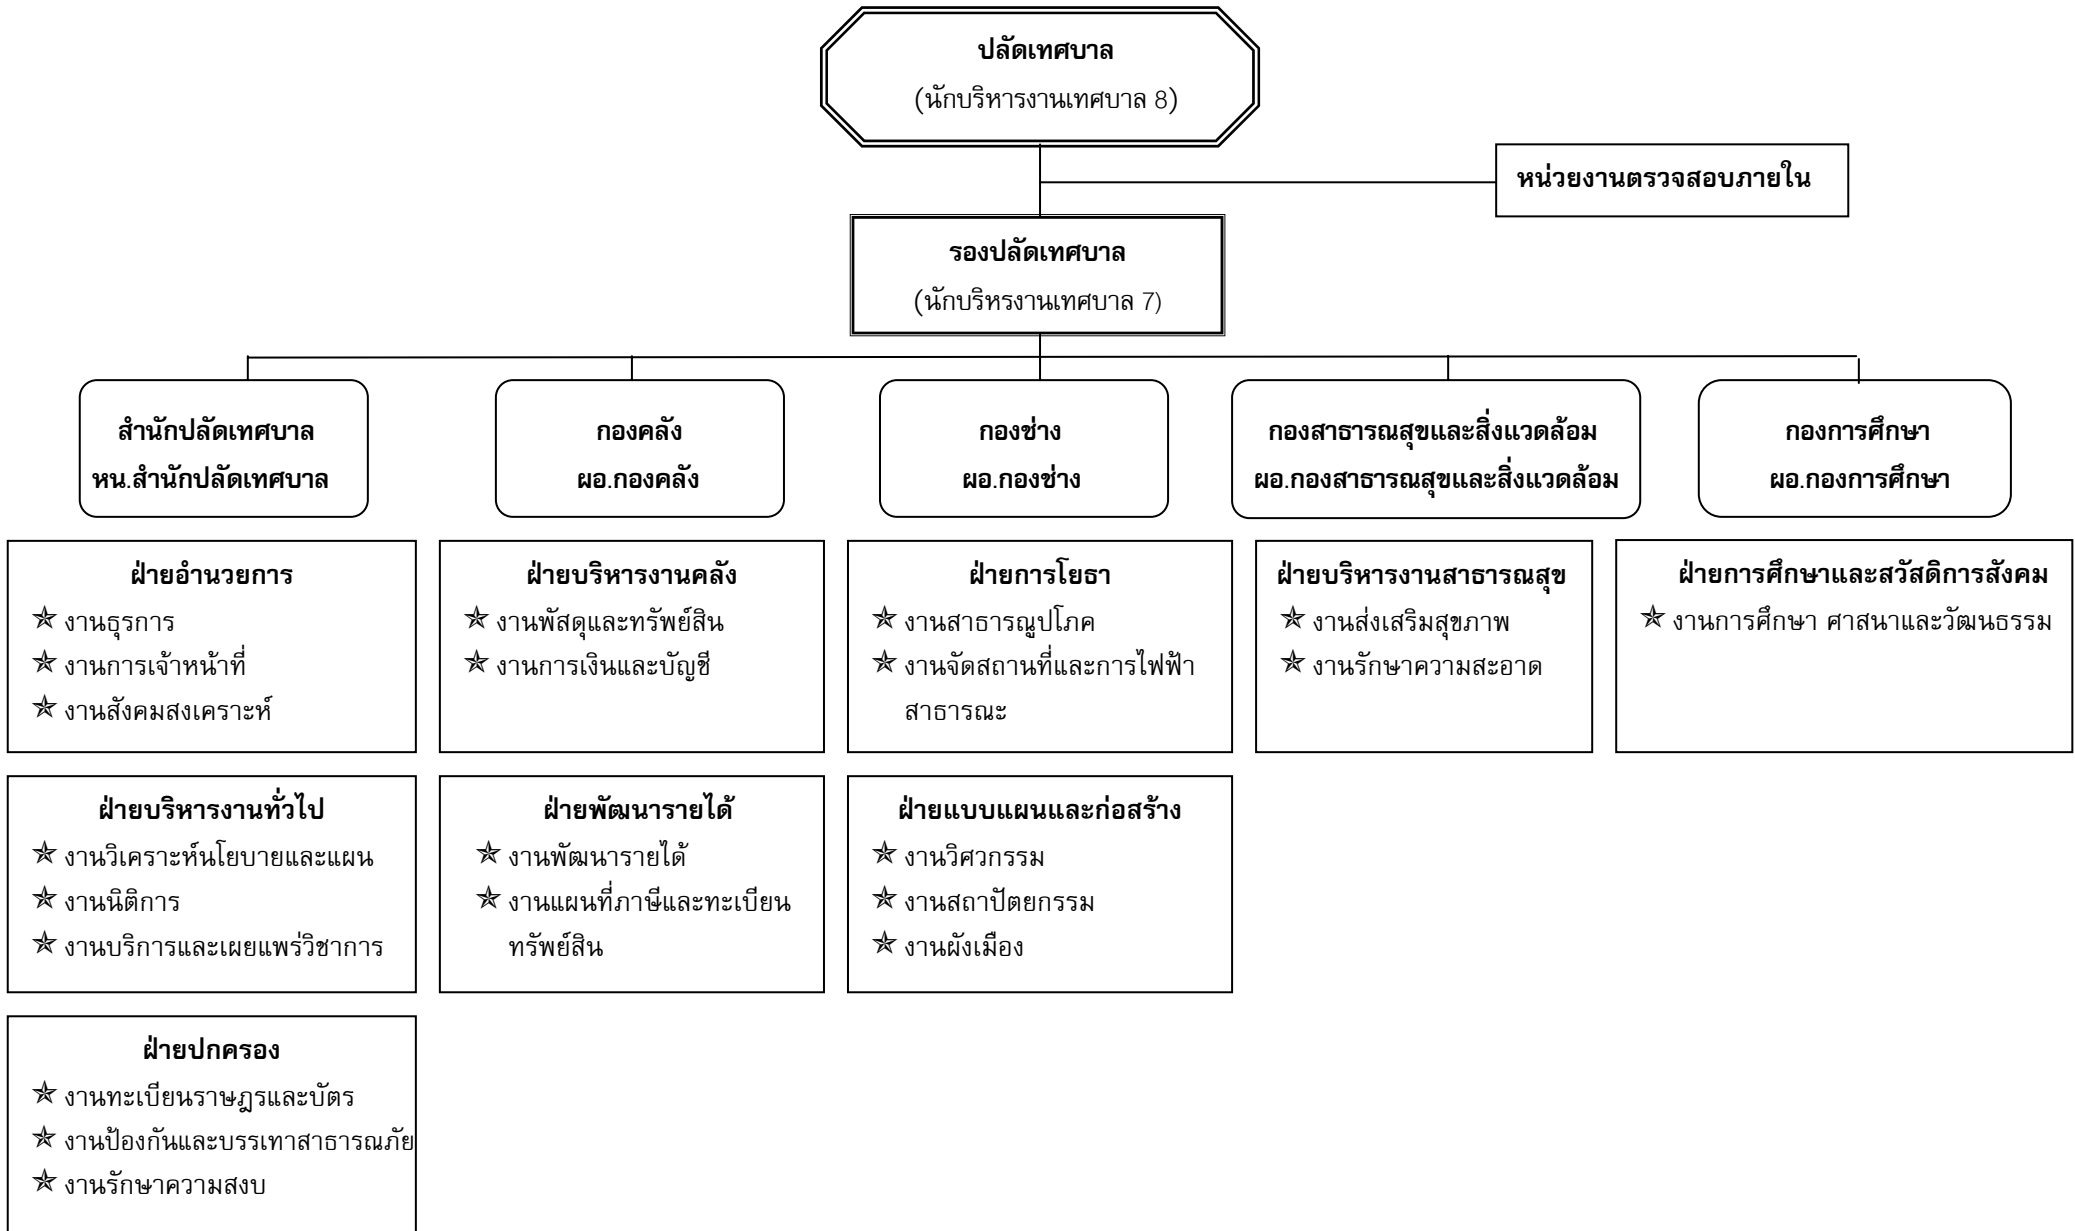 ปลัดเทศบาล
(นักบริหารงานเทศบาล 8)
หน่วยงานตรวจสอบภายใน
รองปลัดเทศบาล
(นักบริหรงานเทศบาล 7)
สำนักปลัดเทศบาล
หน.สำนักปลัดเทศบาล
กองคลัง
ผอ.กองคลัง
กองช่าง
ผอ.กองช่าง
กองสาธารณสุขและสิ่งแวดล้อม
ผอ.กองสาธารณสุขและสิ่งแวดล้อม
กองการศึกษา
ผอ.กองการศึกษา
ฝ่ายอำนวยการ
✯ งานธุรการ
✯ งานการเจ้าหน้าที่
✯ งานสังคมสงเคราะห์
ฝ่ายบริหารงานคลัง
✯ งานพัสดุและทรัพย์สิน
✯ งานการเงินและบัญชี
ฝ่ายการโยธา
✯ งานสาธารณูปโภค
✯ งานจัดสถานที่และการไฟฟ้า
สาธารณะ
ฝ่ายบริหารงานสาธารณสุข
✯ งานส่งเสริมสุขภาพ
✯ งานรักษาความสะอาด
ฝ่ายการศึกษาและสวัสดิการสังคม
✯ งานการศึกษา ศาสนาและวัฒนธรรม
ฝ่ายบริหารงานทั่วไป
✯ งานวิเคราะห์นโยบายและแผน
✯ งานนิติการ
✯ งานบริการและเผยแพร่วิชาการ
ฝ่ายพัฒนารายได้
✯ งานพัฒนารายได้
✯ งานแผนที่ภาษีและทะเบียน
ทรัพย์สิน
ฝ่ายแบบแผนและก่อสร้าง
✯ งานวิศวกรรม
✯ งานสถาปัตยกรรม
✯ งานผังเมือง
ฝ่ายปกครอง
✯ งานทะเบียนราษฎรและบัตร
✯ งานป้องกันและบรรเทาสาธารณภัย
✯ งานรักษาความสงบ